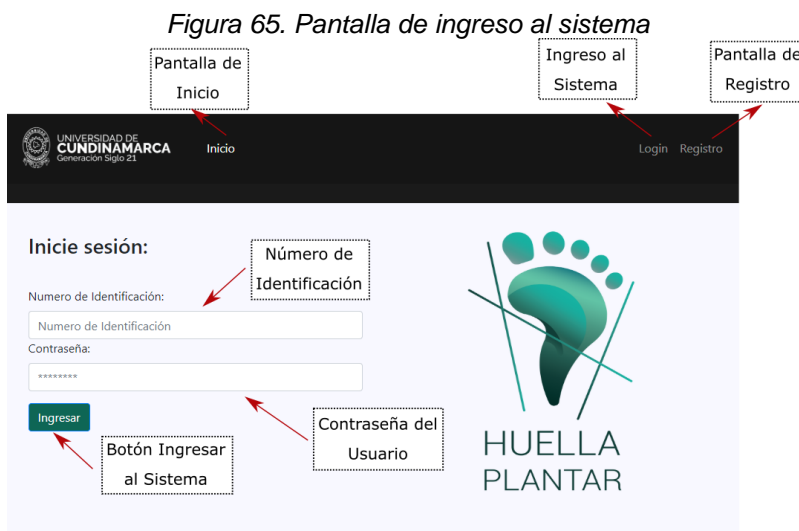 Figura 65. Pantalla de ingreso al sistema
Pantalla de
Inicio
Ingreso al
Sistema
Pantalla de
Registro
UNIVERSIDAD DE
CUNDINAMARCA
Generación Siglo 21
Inicio
Login
Registro
Inicie sesión:
Número de
Identificación
Numero de Identificación:
Numero de Identificación
Contraseña:
********
Ingresar
Contraseña del
Usuario
Botón Ingresar
al Sistema
HUELLA
PLANTAR